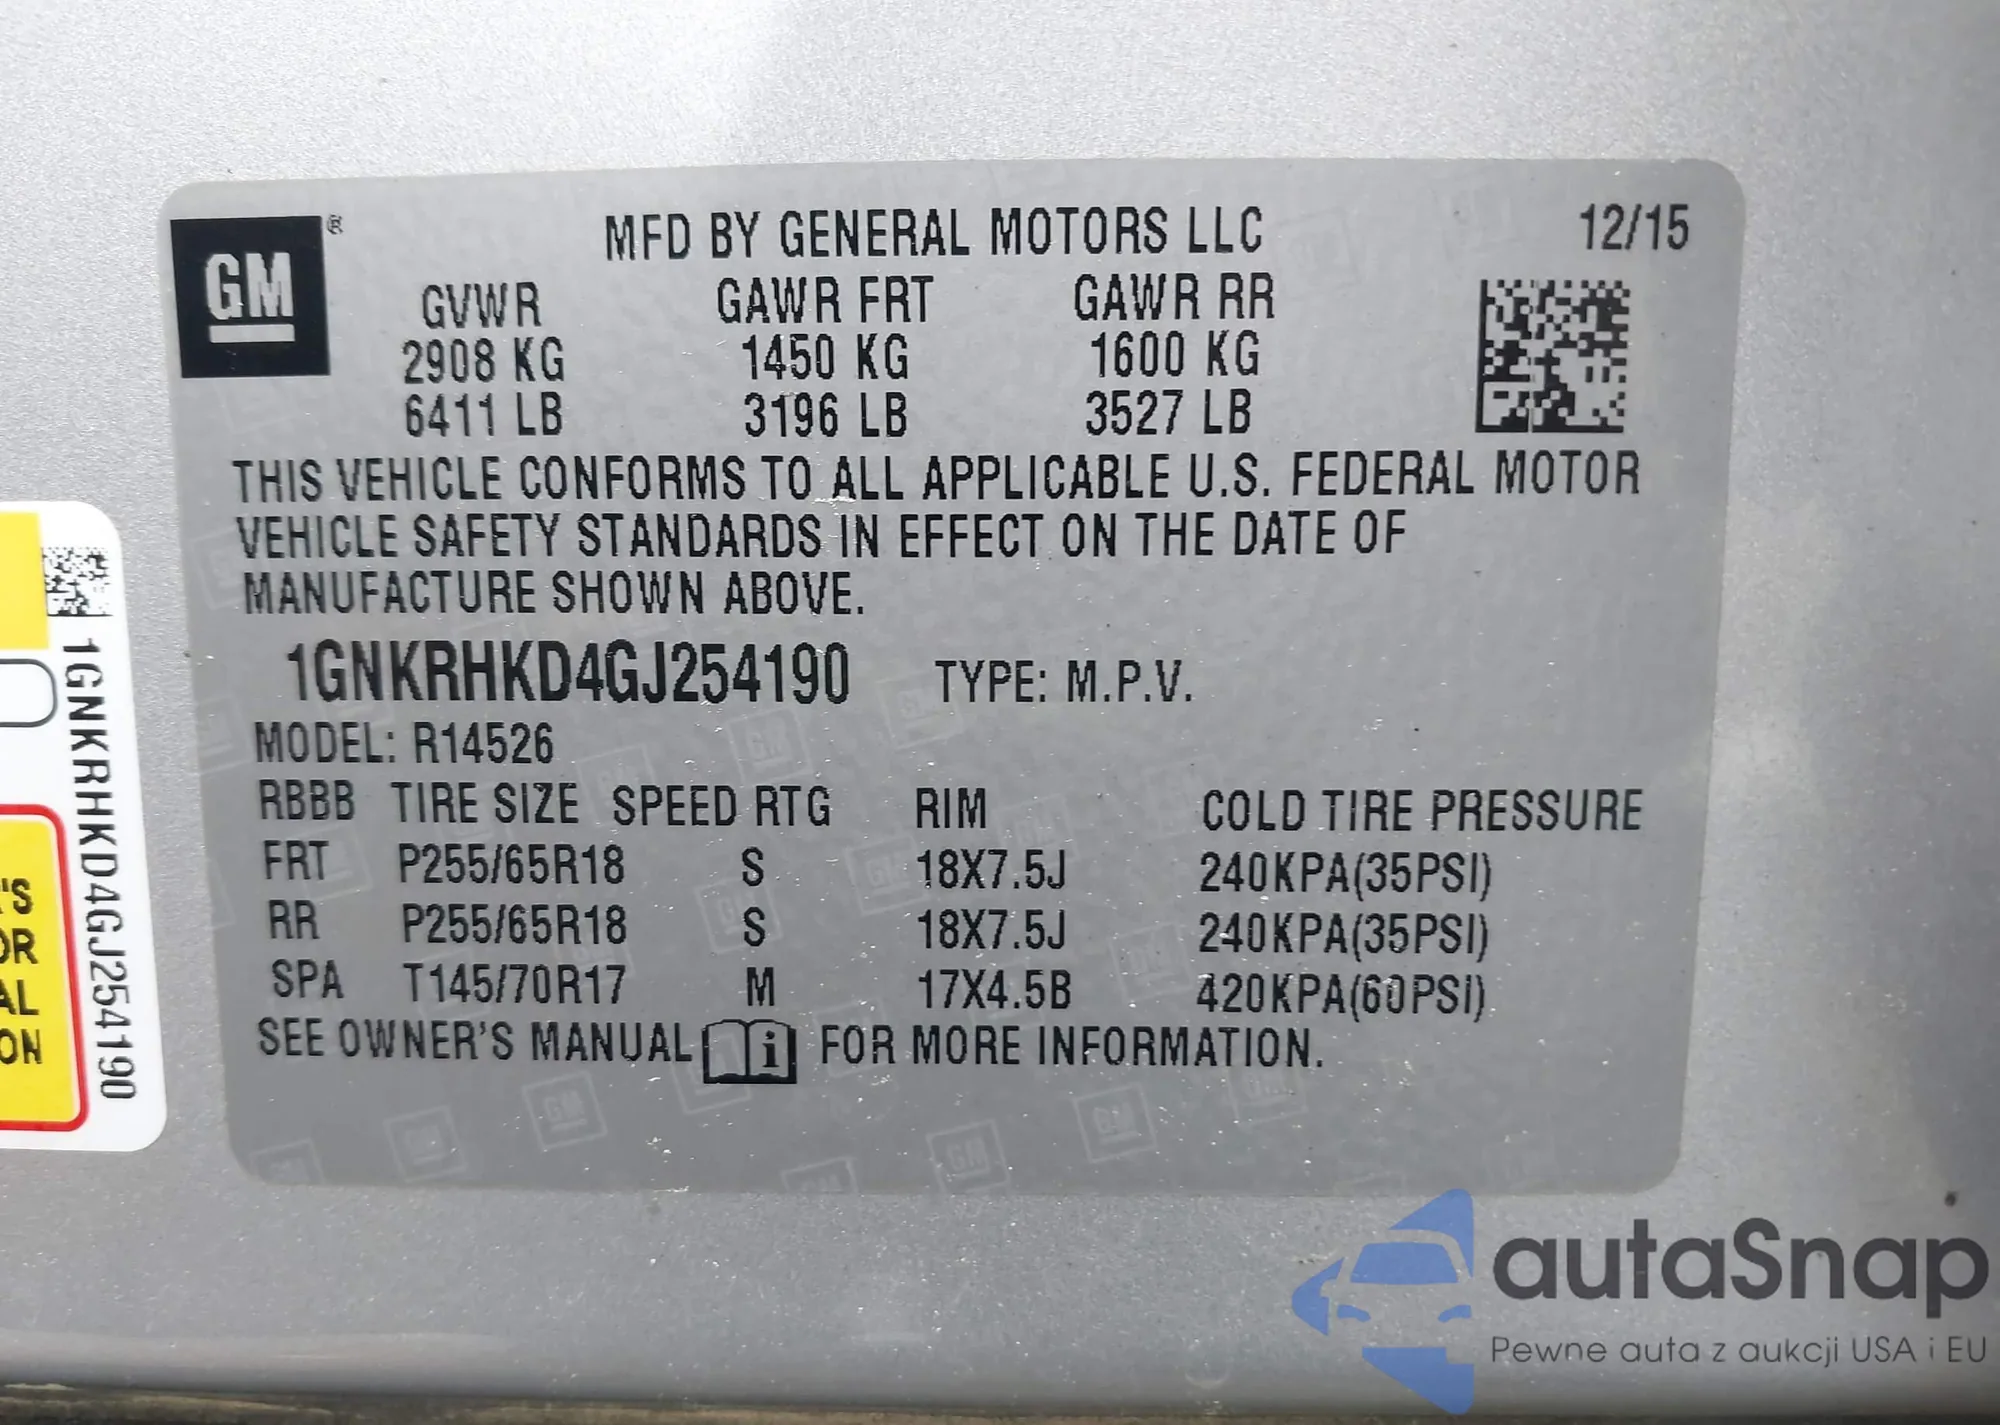 GM ®
MFD BY GENERAL MOTORS LLC 12/15
GVWR GAWR FRT GAWR RR
2908 KG 1450 KG 1600 KG
6411 LB 3196 LB 3527 LB
THIS VEHICLE CONFORMS TO ALL APPLICABLE U.S. FEDERAL MOTOR
VEHICLE SAFETY STANDARDS IN EFFECT ON THE DATE OF
MANUFACTURE SHOWN ABOVE.
1GNKRHKD4GJ254190 TYPE: M.P.V.
MODEL: R14526
RBBB TIRE SIZE SPEED RTG RIM COLD TIRE PRESSURE
FRT P255/65R18 S 18X7.5J 240KPA(35PSI)
RR P255/65R18 S 18X7.5J 240KPA(35PSI)
SPA T145/70R17 M 17X4.5B 420KPA(60PSI)
SEE OWNER'S MANUAL i FOR MORE INFORMATION.
1GNKRHKD4GJ254190
'S
OR
AL
ON
autaSnap
Pewne auta z aukcji USA i EU